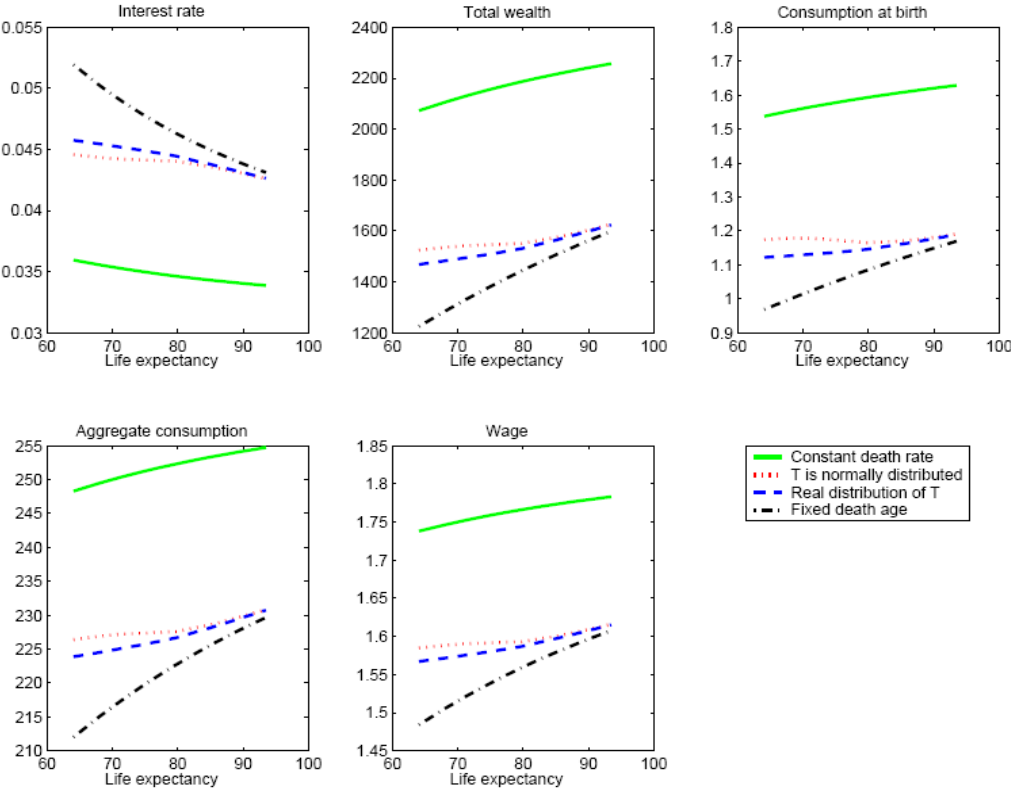 Interest rate
0.055
0.05
0.045
0.04
0.035
0.03
60 70 80 90 100
Life expectancy
Total wealth
2400
2200
2000
1800
1600
1400
1200
60 70 80 90 100
Life expectancy
Consumption at birth
1.8
1.7
1.6
1.5
1.4
1.3
1.2
1.1
1
0.9
60 70 80 90 100
Life expectancy
Aggregate consumption
255
250
245
240
235
230
225
220
215
210
60 70 80 90 100
Life expectancy
Wage
1.85
1.8
1.75
1.7
1.65
1.6
1.55
1.5
1.45
60 70 80 90 100
Life expectancy
Constant death rate
T is normally distributed
Real distribution of T
Fixed death age